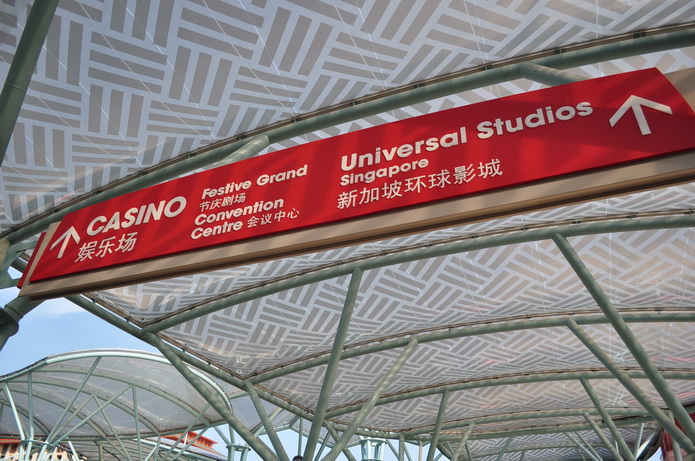 CASINO
娱乐场
Festive Grand
节庆剧场
Convention
Centre 会议中心
Universal Studios
Singapore
新加坡环球影城